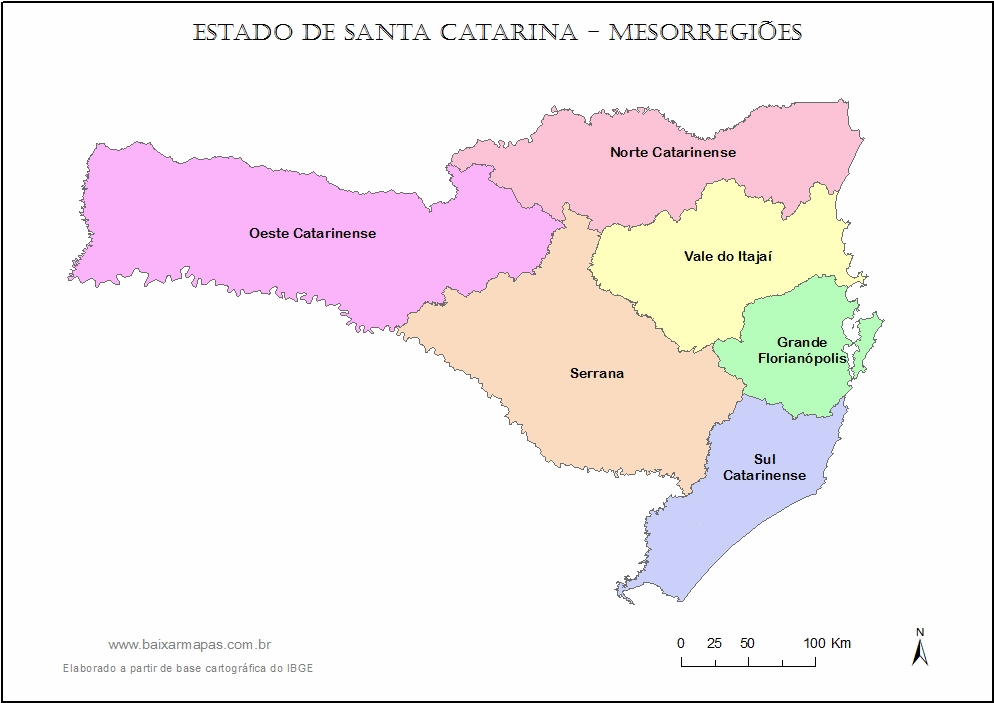 ESTADO DE SANTA CATARINA - MESORREGIÕES
Norte Catarinense
Oeste Catarinense
Vale do Itajaí
Grande
Florianópolis
Serrana
Sul
Catarinense
www.baixarmapas.com.br
Elaborado a partir de base cartográfica do IBGE
0 25 50 100 Km
N